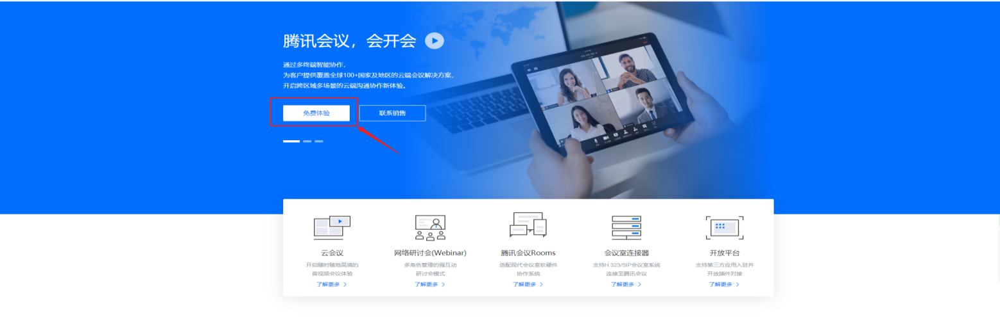 腾讯会议，会开会
通过多终端智能协作，
为客户提供覆盖全球100+国家及地区的云端会议解决方案，
开启跨区域多场景的云端沟通协作新体验。
免费体验
联系销售
云会议
开启随时随地高清的
音视频会议体验
了解更多
网络研讨会(Webinar)
多角色管理的强互动
研讨会模式
了解更多
腾讯会议Rooms
适配现代会议室软硬件
协作系统
了解更多
会议室连接器
支持H.323/SIP会议室系统
连接至腾讯会议
了解更多
开放平台
支持第三方应用入驻并
开放插件对接
了解更多